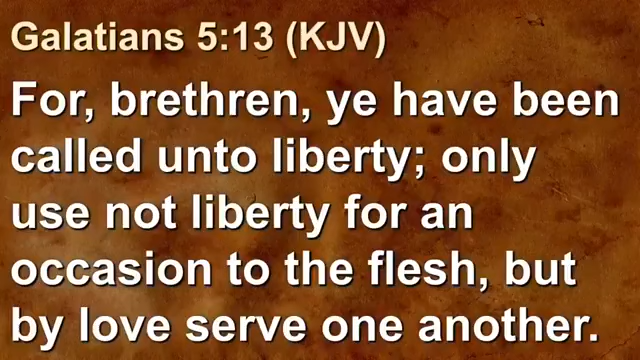 Galatians 5:13 (KJV)
For, brethren, ye have been
called unto liberty; only
use not liberty for an
occasion to the flesh, but
by love serve one another.